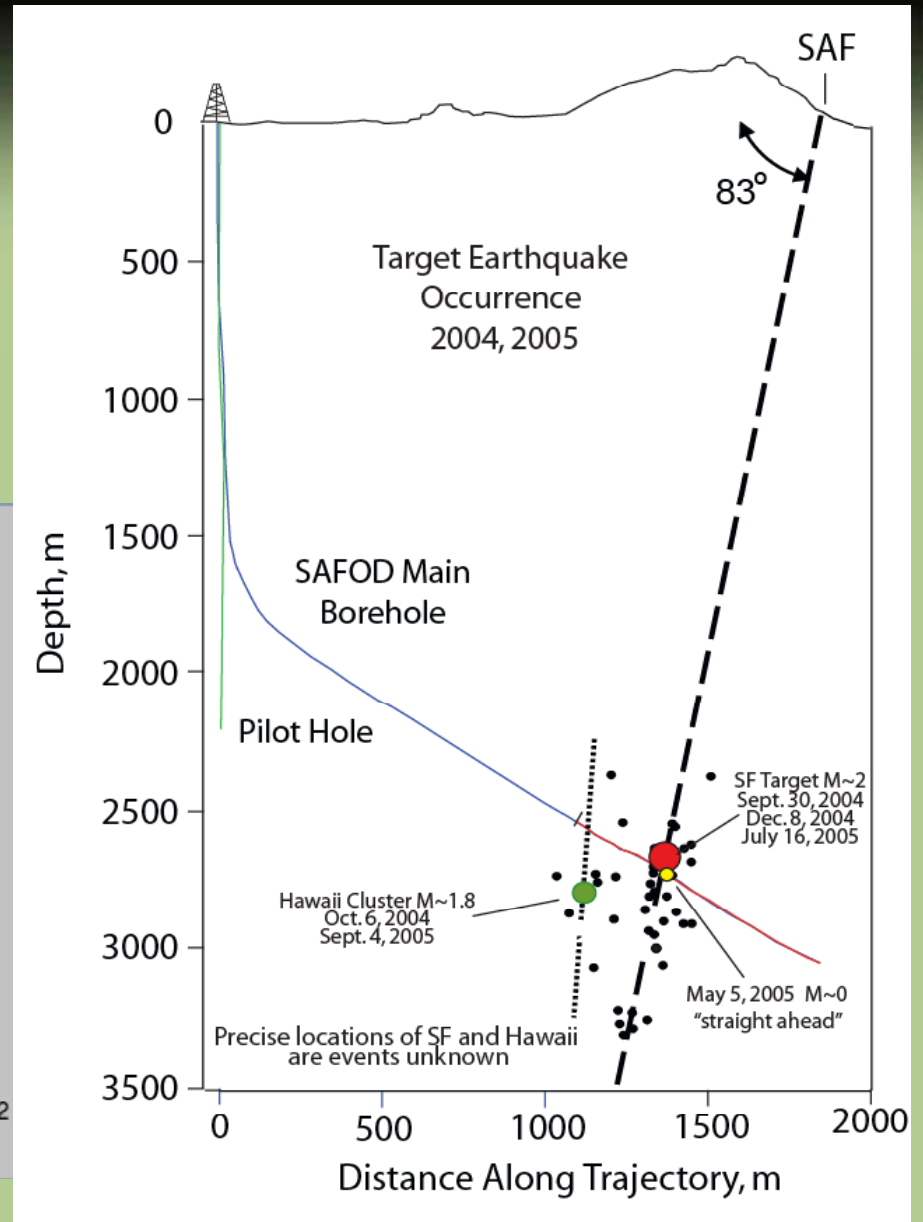 SAF
0
83°
500
Target Earthquake
Occurrence
2004, 2005
1000
1500
SAFOD Main
Borehole
Depth, m
2000
Pilot Hole
SF Target M~2
Sept. 30, 2004
Dec. 8, 2004
July 16, 2005
2500
Hawaii Cluster M~1.8
Oct. 6, 2004
Sept. 4, 2005
3000
May 5, 2005 M~0
“straight ahead”
Precise locations of SF and Hawaii
are events unknown
3500
2
0 500 1000 1500 2000
Distance Along Trajectory, m